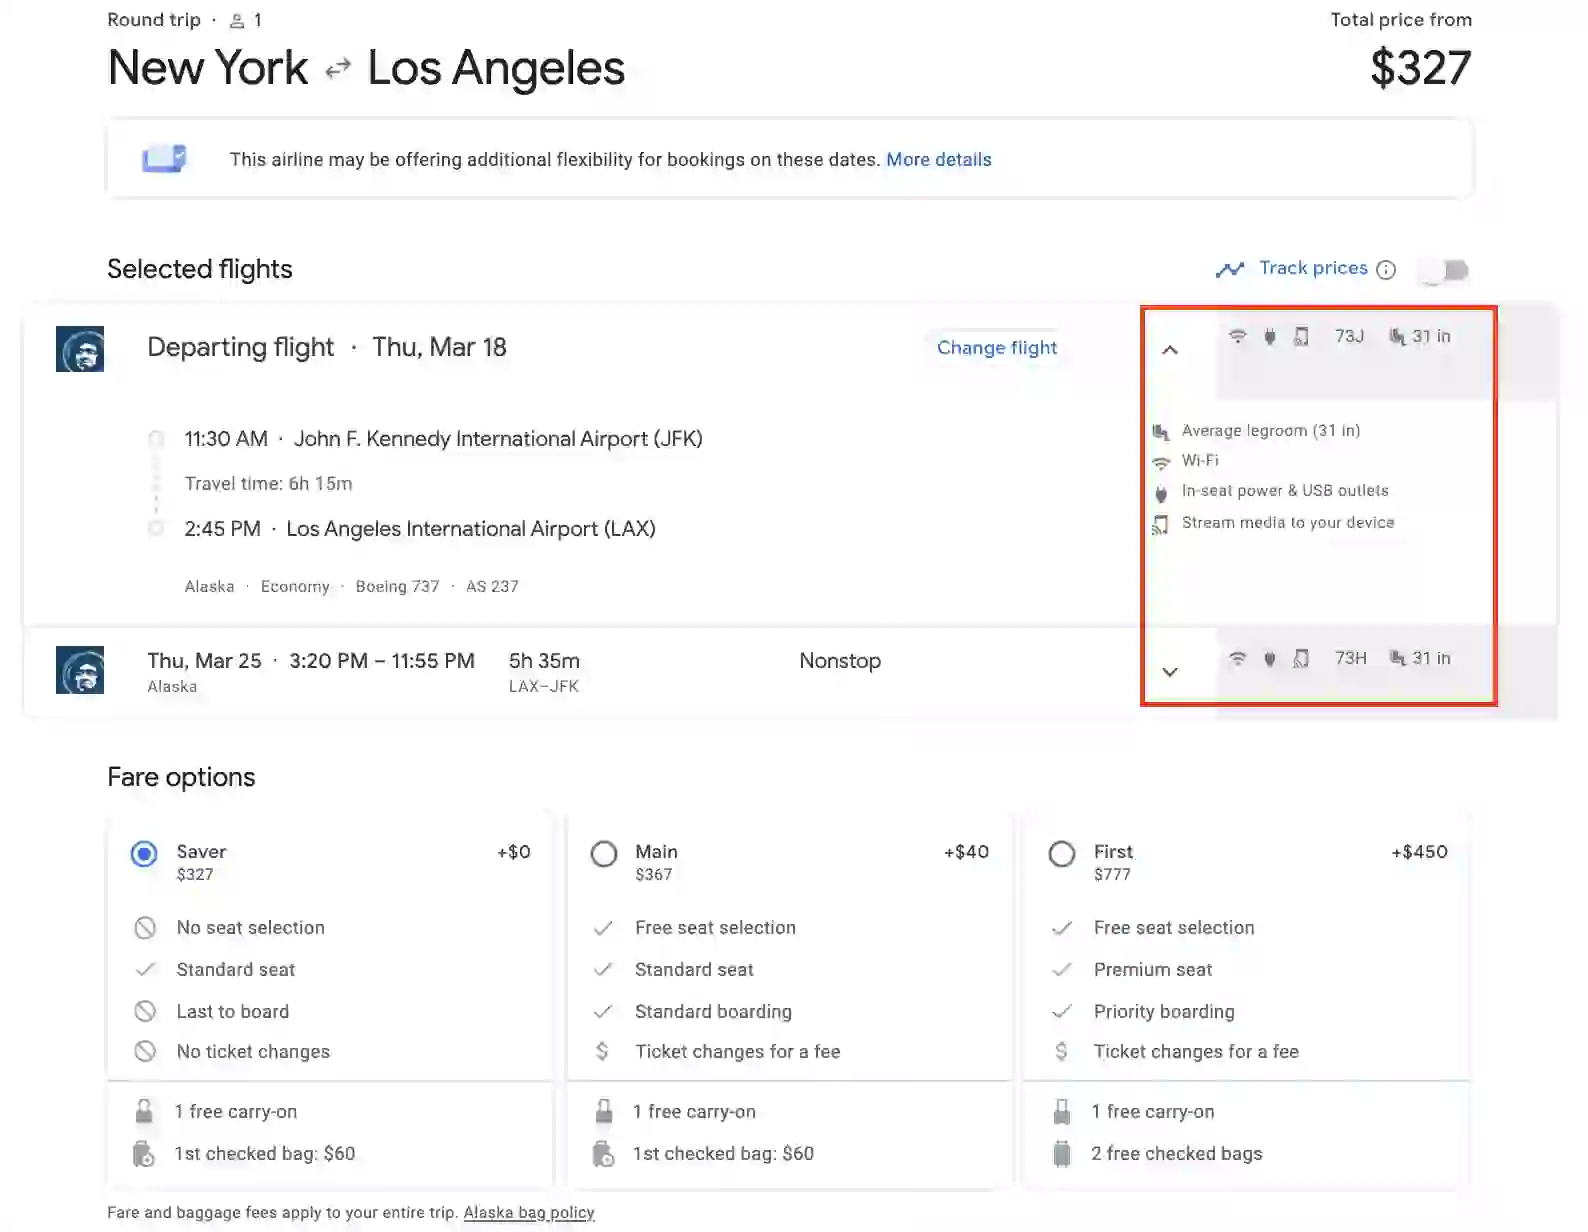 Round trip · 1
Total price from
New York Los Angeles
$327
This airline may be offering additional flexibility for bookings on these dates. More details
Selected flights
Track prices
Departing flight · Thu, Mar 18
Change flight
73J 31 in
11:30 AM · John F. Kennedy International Airport (JFK)
Travel time: 6h 15m
2:45 PM · Los Angeles International Airport (LAX)
Alaska · Economy · Boeing 737 · AS 237
Average legroom (31 in)
Wi-Fi
In-seat power & USB outlets
Stream media to your device
Thu, Mar 25 · 3:20 PM – 11:55 PM
Alaska
5h 35m
LAX–JFK
Nonstop
73H 31 in
Fare options
Saver +$0
$327
No seat selection
Standard seat
Last to board
No ticket changes
1 free carry-on
1st checked bag: $60
Main +$40
$367
Free seat selection
Standard seat
Standard boarding
$ Ticket changes for a fee
1 free carry-on
1st checked bag: $60
First +$450
$777
Free seat selection
Premium seat
Priority boarding
$ Ticket changes for a fee
1 free carry-on
2 free checked bags
Fare and baggage fees apply to your entire trip. Alaska bag policy